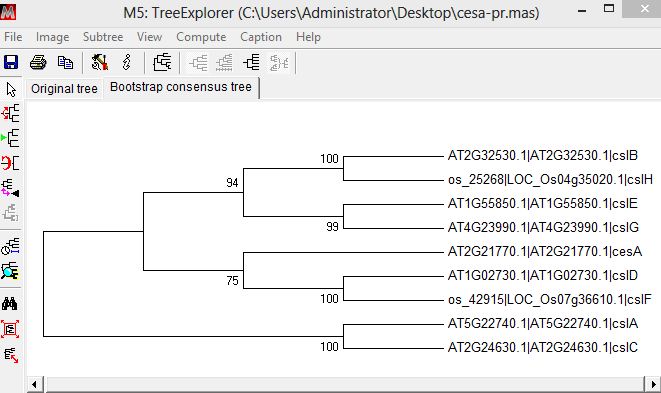 M5: TreeExplorer (C:\Users\Administrator\Desktop\cesa-pr.mas)
File Image Subtree View Compute Caption Help
Original tree Bootstrap consensus tree
100 AT2G32530.1|AT2G32530.1|cslB
os_25268|LOC_Os04g35020.1|cslH
94
AT1G55850.1|AT1G55850.1|cslE
99 AT4G23990.1|AT4G23990.1|cslG
AT2G21770.1|AT2G21770.1|cesA
75
AT1G02730.1|AT1G02730.1|cslD
100 os_42915|LOC_Os07g36610.1|cslF
AT5G22740.1|AT5G22740.1|cslA
100 AT2G24630.1|AT2G24630.1|cslC